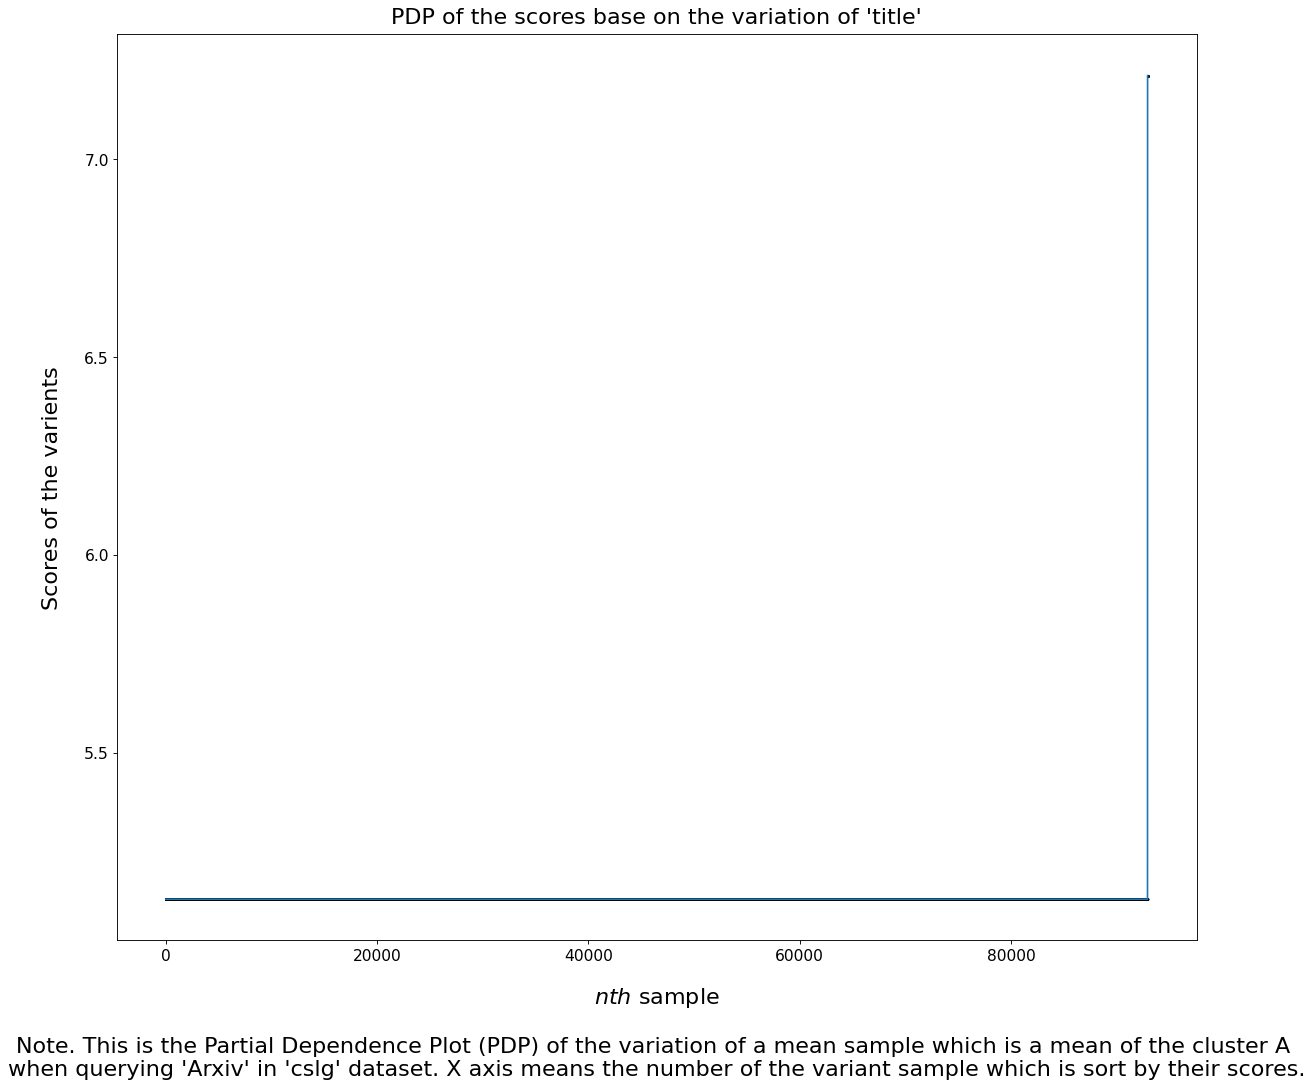 PDP of the scores base on the variation of 'title'
7.0
6.5
6.0
5.5
Scores of the varients
0 20000 40000 60000 80000
nth sample
Note. This is the Partial Dependence Plot (PDP) of the variation of a mean sample which is a mean of the cluster A
when querying 'Arxiv' in 'cslg' dataset. X axis means the number of the variant sample which is sort by their scores.